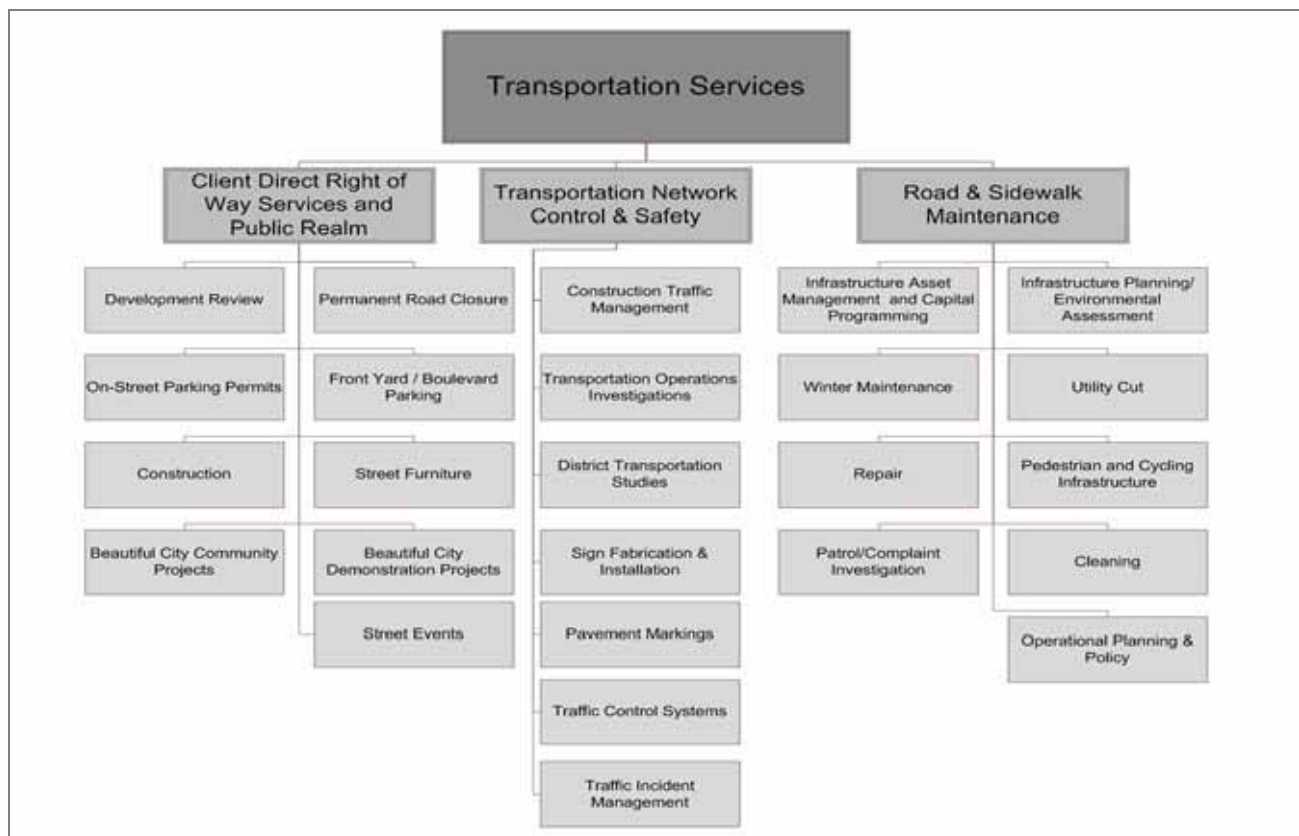 Transportation Services
Client Direct Right of
Way Services and
Public Realm
Development Review
Permanent Road Closure
On-Street Parking Permits
Front Yard / Boulevard
Parking
Construction
Street Furniture
Beautiful City Community
Projects
Beautiful City
Demonstration Projects
Street Events
Transportation Network
Control & Safety
Construction Traffic
Management
Transportation Operations
Investigations
District Transportation
Studies
Sign Fabrication &
Installation
Pavement Markings
Traffic Control Systems
Traffic Incident
Management
Road & Sidewalk
Maintenance
Infrastructure Asset
Management and Capital
Programming
Infrastructure Planning/
Environmental
Assessment
Winter Maintenance
Utility Cut
Repair
Pedestrian and Cycling
Infrastructure
Patrol/Complaint
Investigation
Cleaning
Operational Planning &
Policy